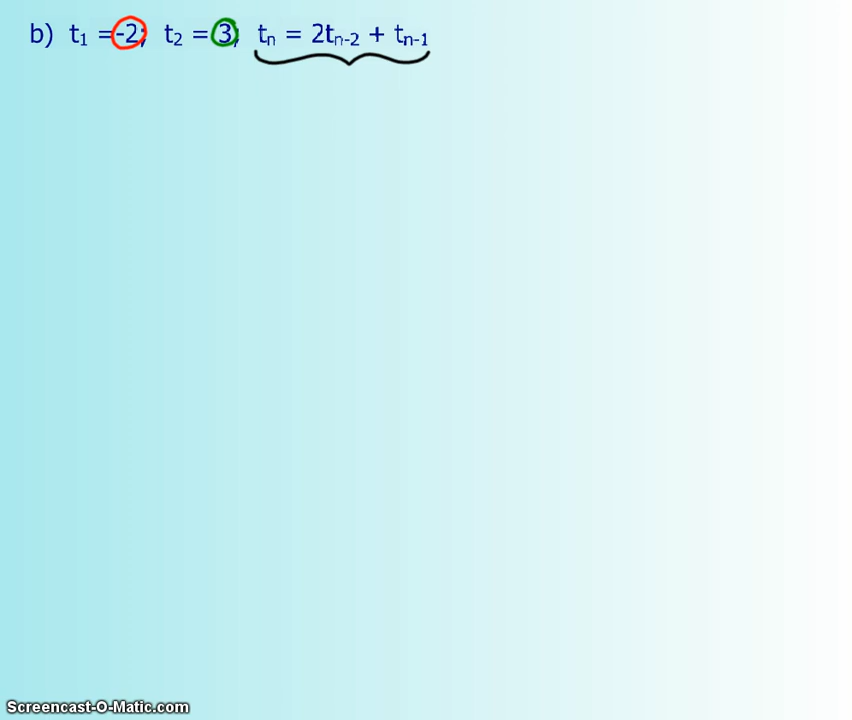 b) t₁ = -2; t₂ = 3; tₙ = 2tₙ₋₂ + tₙ₋₁
Screencast-O-Matic.com